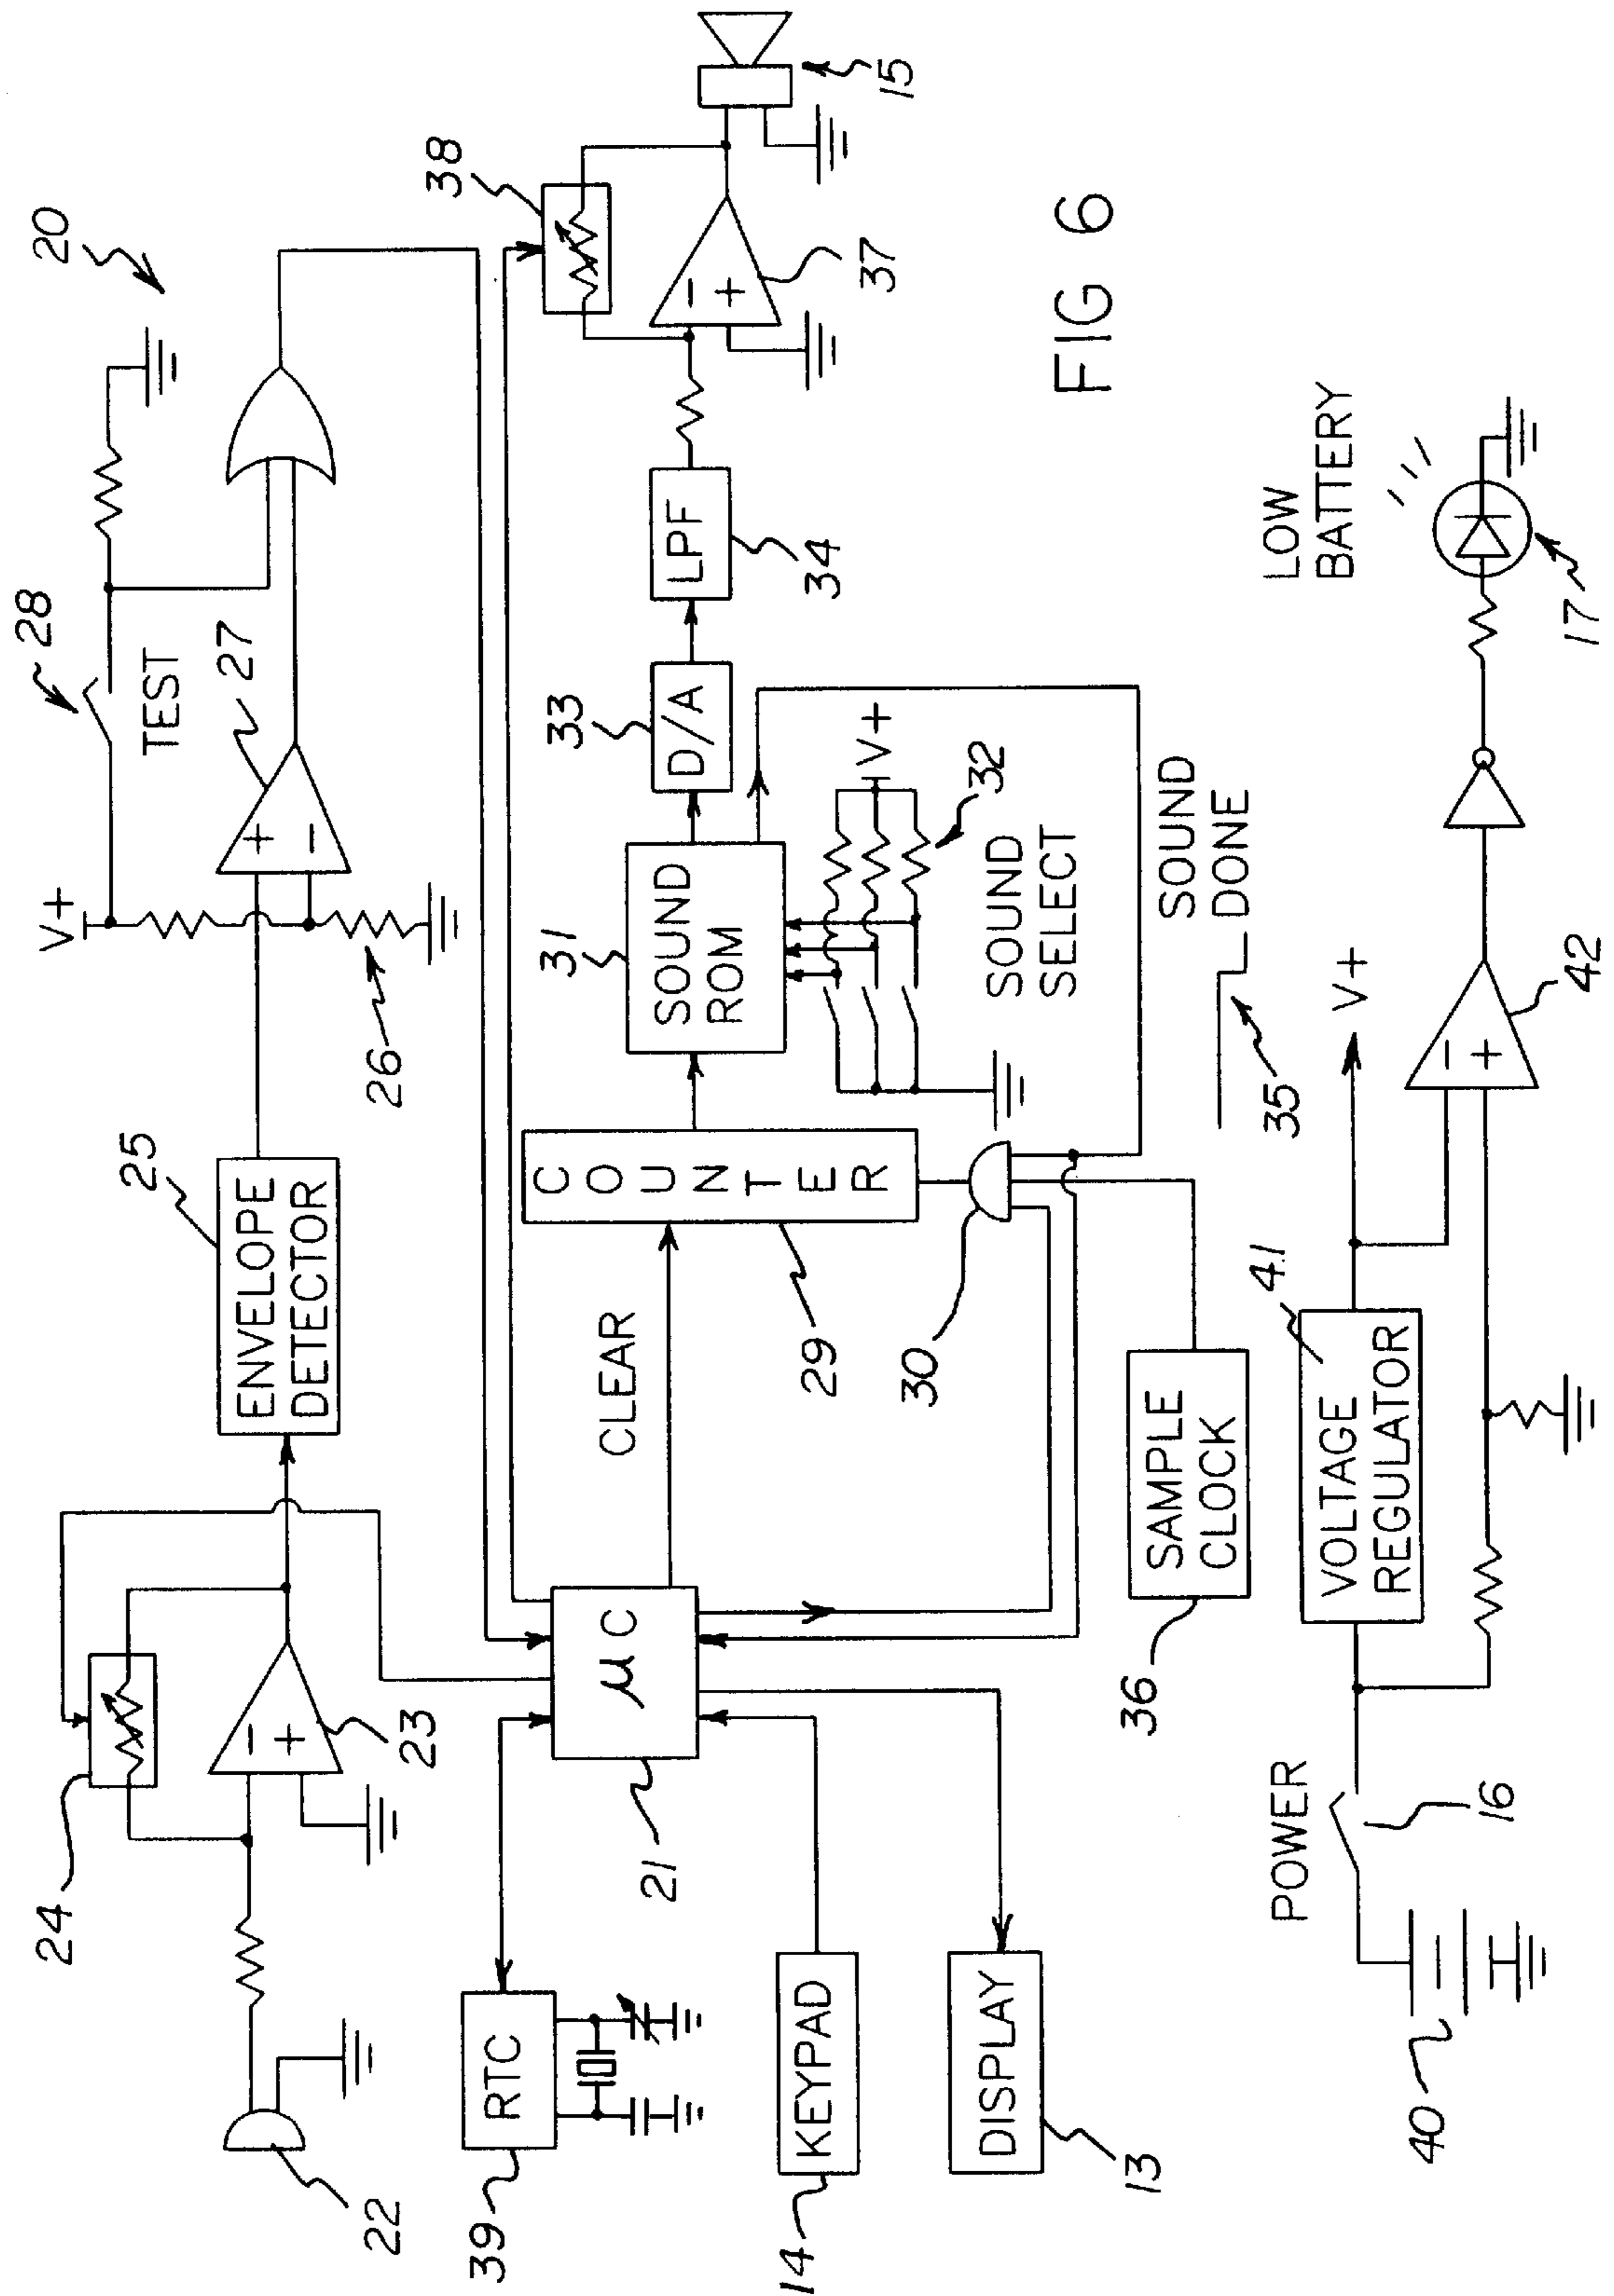 20
24
23
22
25
ENVELOPE
DETECTOR
V+
26
27
28
TEST
38
37
15
39
RTC
μC
21
CLEAR
COUNTER
29
30
31
SOUND
ROM
33
D/A
LPF
34
V+
32
SOUND
SELECT
14
KEYPAD
DISPLAY
13
36
SAMPLE
CLOCK
35
SOUND
DONE
POWER
16
40
41
VOLTAGE
REGULATOR
V+
42
LOW
BATTERY
17
+
-
+
-
+
-
+
-
FIG 6